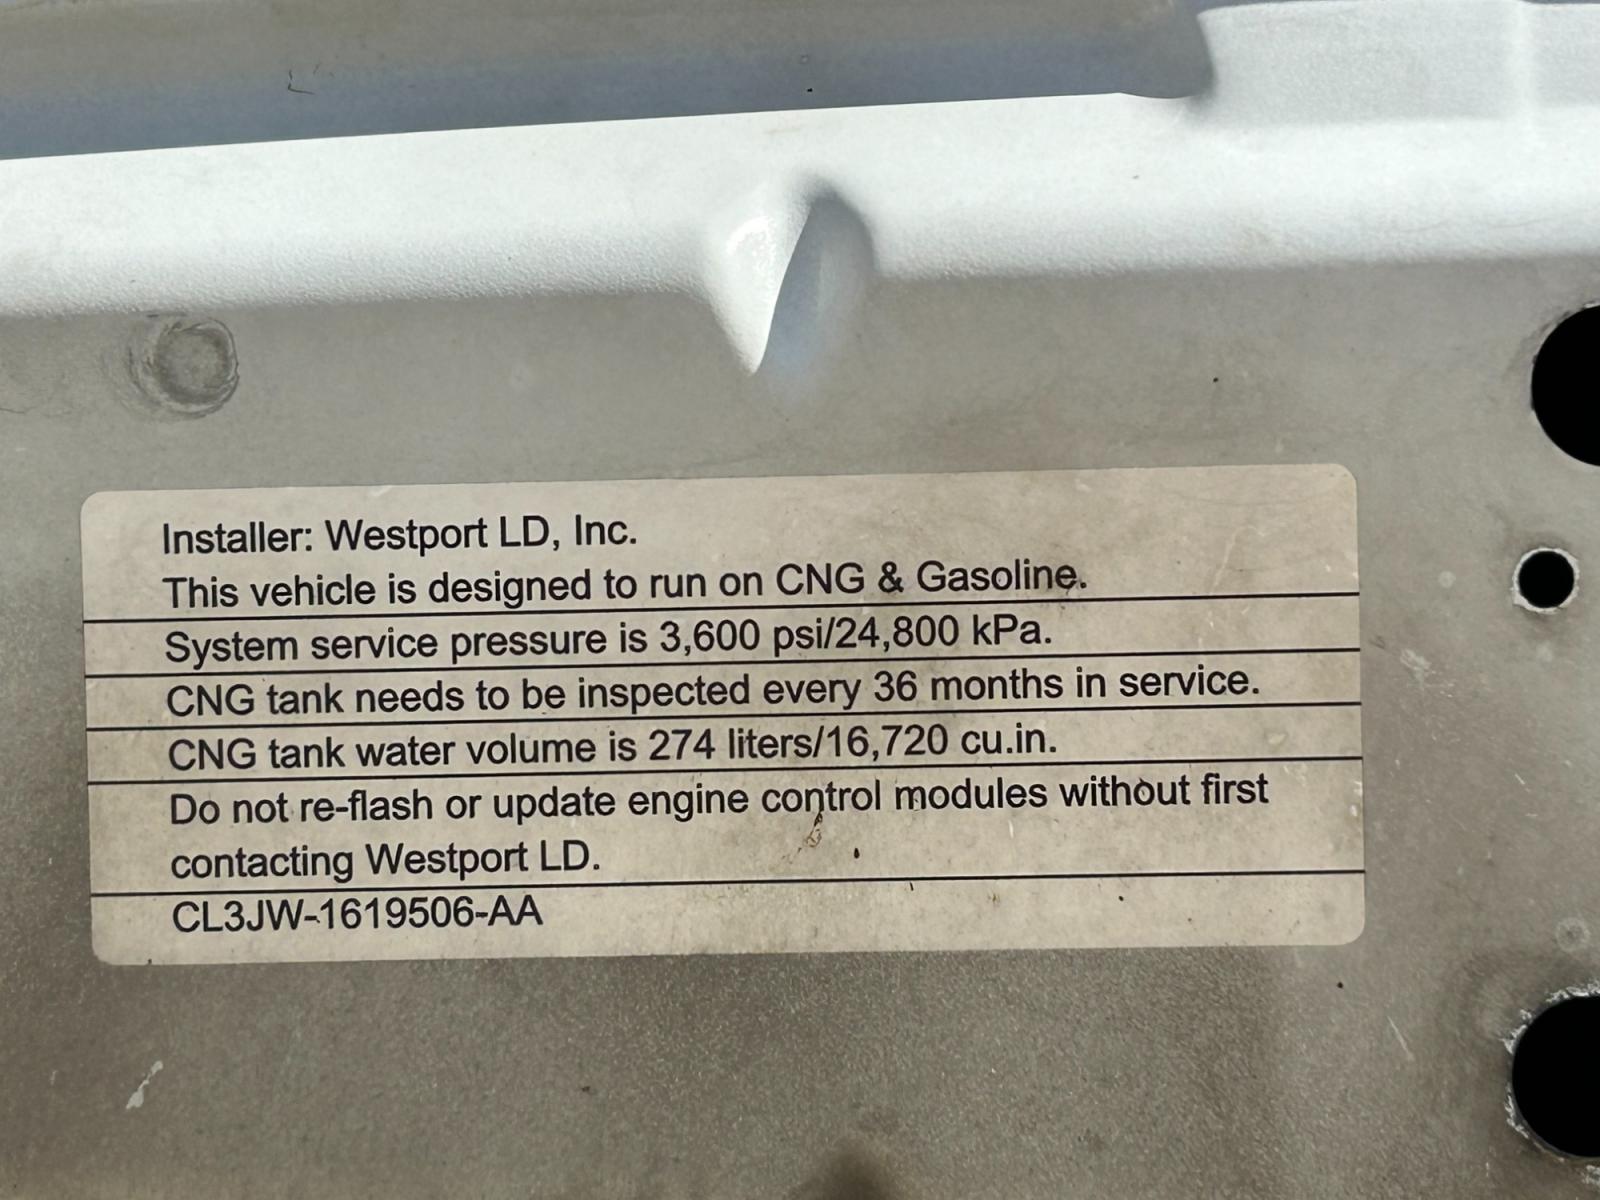 Installer: Westport LD, Inc.
This vehicle is designed to run on CNG & Gasoline.
System service pressure is 3,600 psi/24,800 kPa.
CNG tank needs to be inspected every 36 months in service.
CNG tank water volume is 274 liters/16,720 cu.in.
Do not re-flash or update engine control modules without first
contacting Westport LD.
CL3JW-1619506-AA